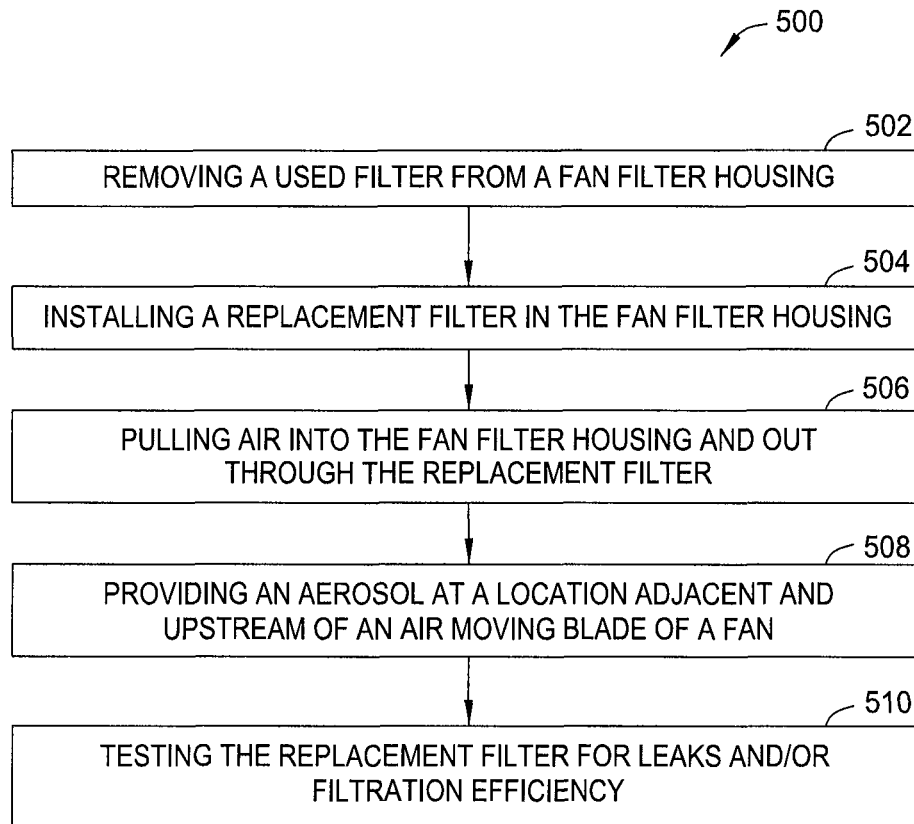 500
502
REMOVING A USED FILTER FROM A FAN FILTER HOUSING
504
INSTALLING A REPLACEMENT FILTER IN THE FAN FILTER HOUSING
506
PULLING AIR INTO THE FAN FILTER HOUSING AND OUT
THROUGH THE REPLACEMENT FILTER
508
PROVIDING AN AEROSOL AT A LOCATION ADJACENT AND
UPSTREAM OF AN AIR MOVING BLADE OF A FAN
510
TESTING THE REPLACEMENT FILTER FOR LEAKS AND/OR
FILTRATION EFFICIENCY